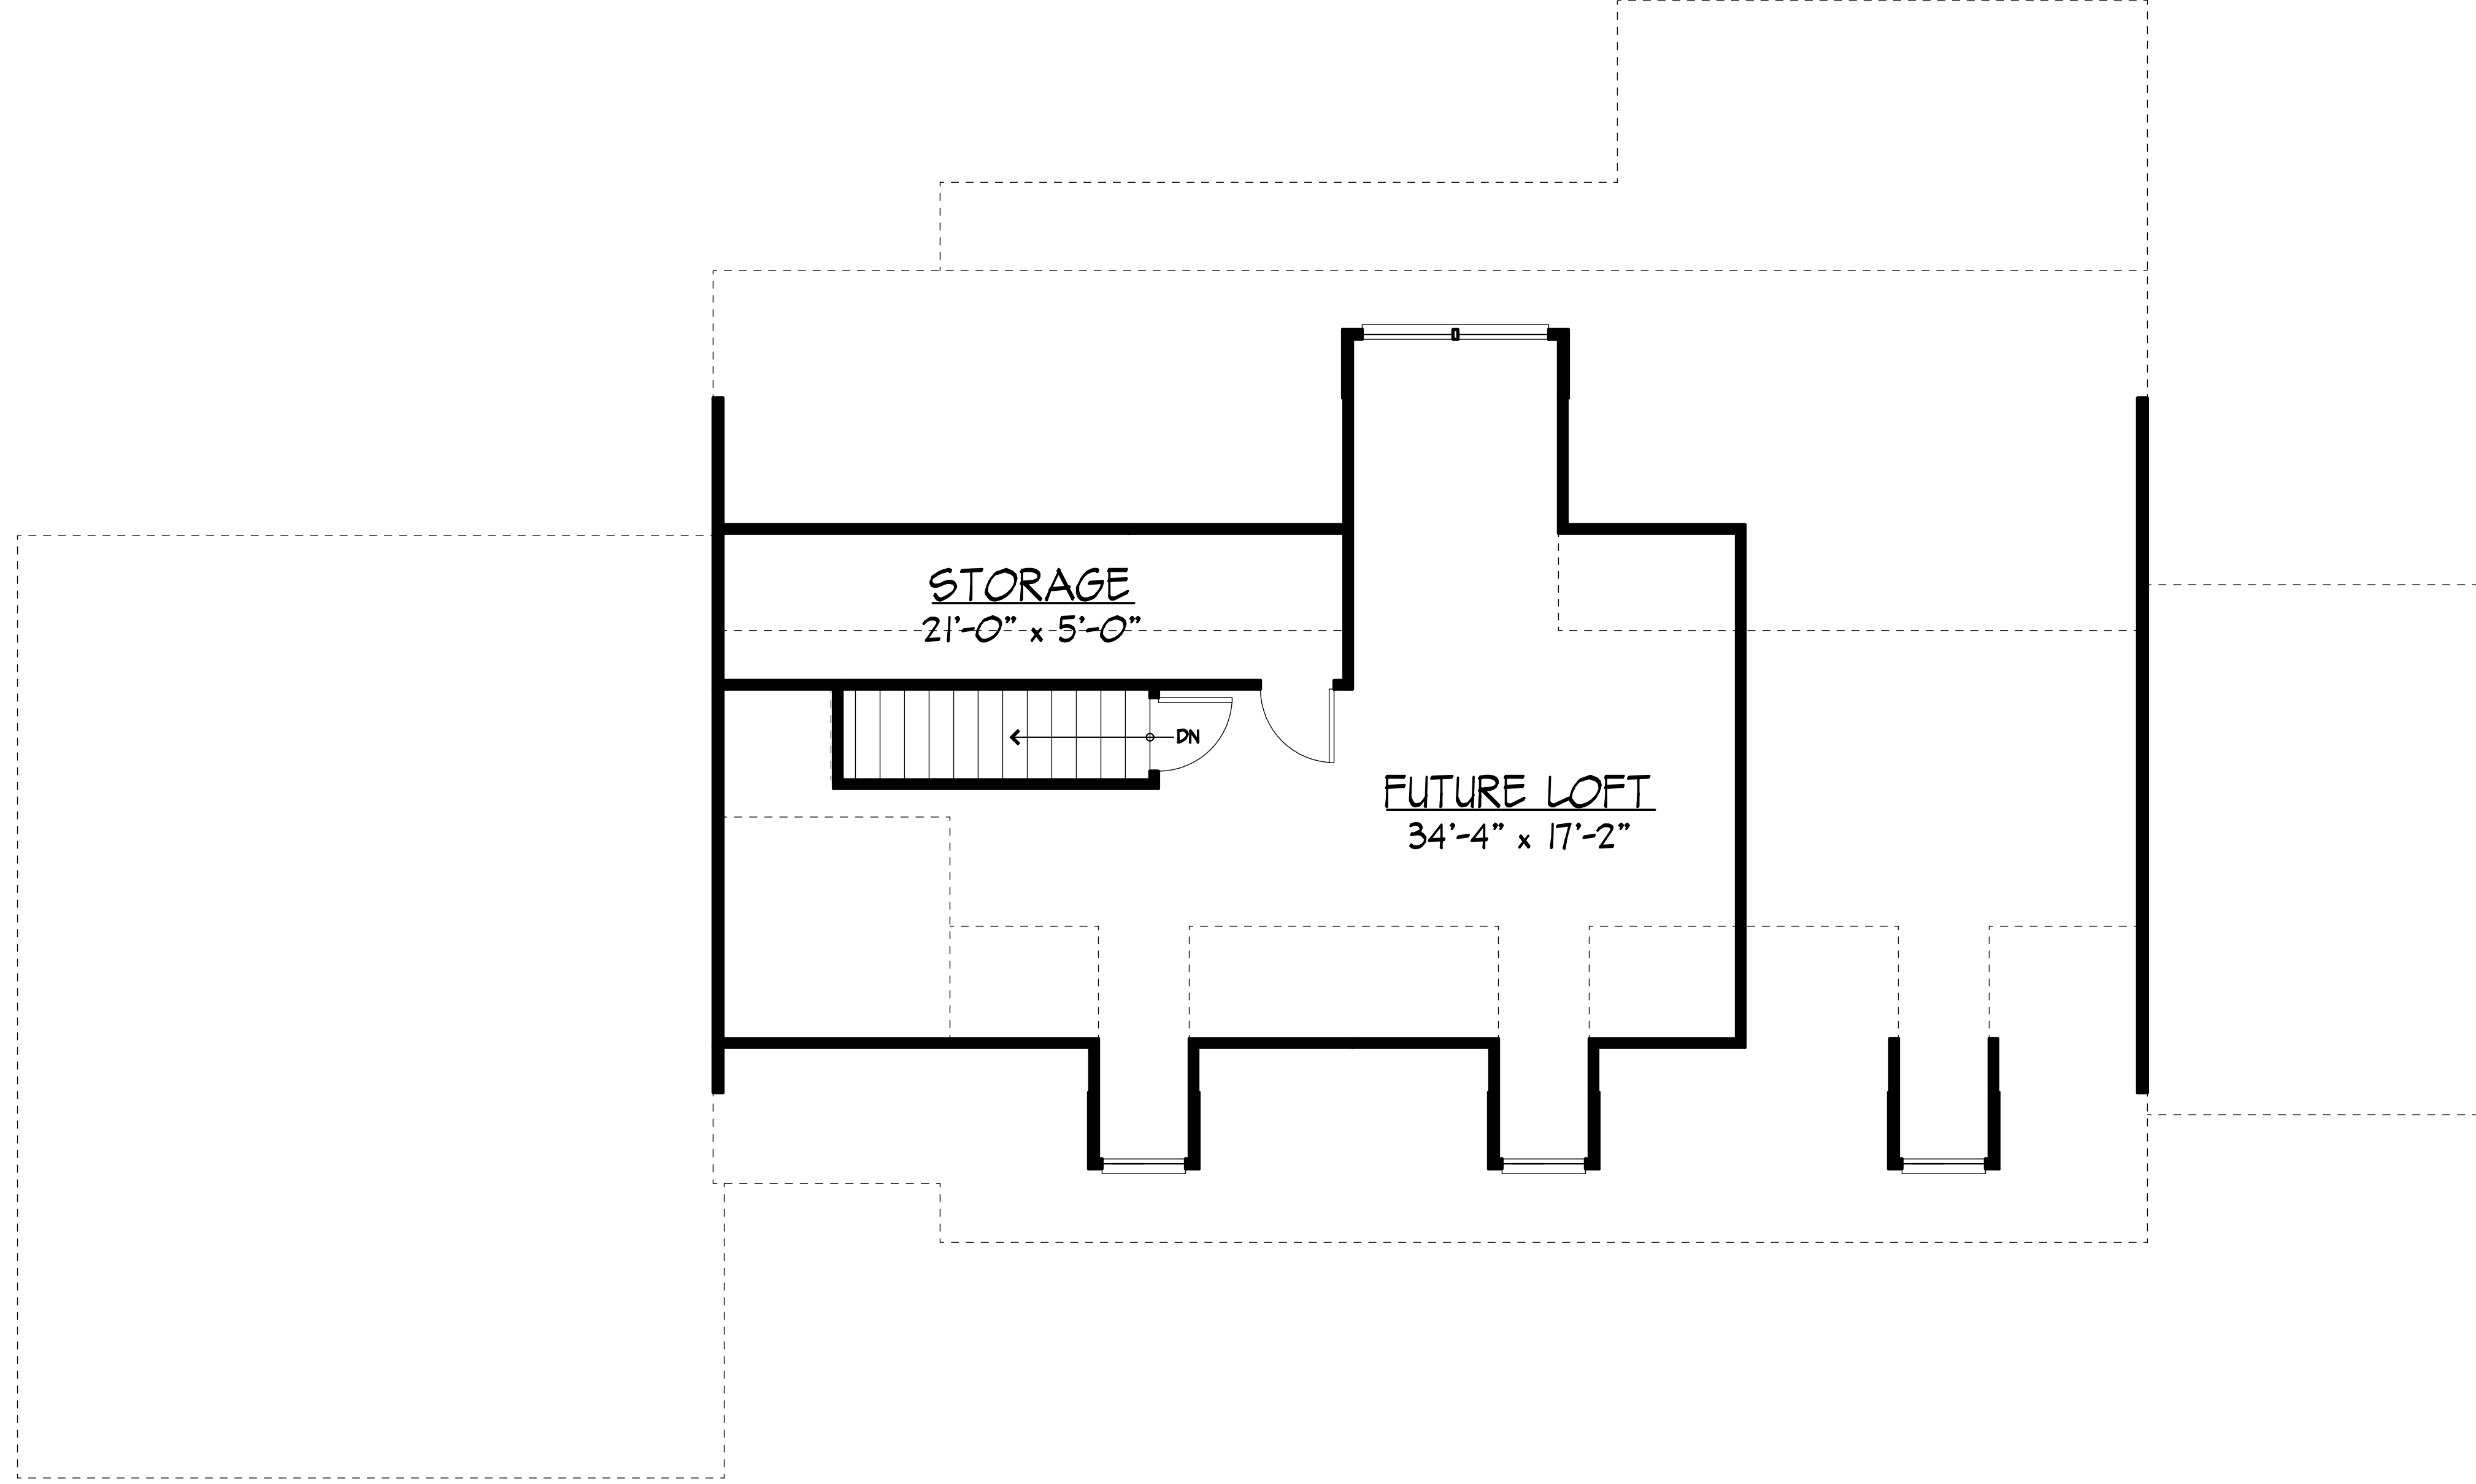 STORAGE
21'-0" x 5'-0"
DN
FUTURE LOFT
34'-4" x 17'-2"